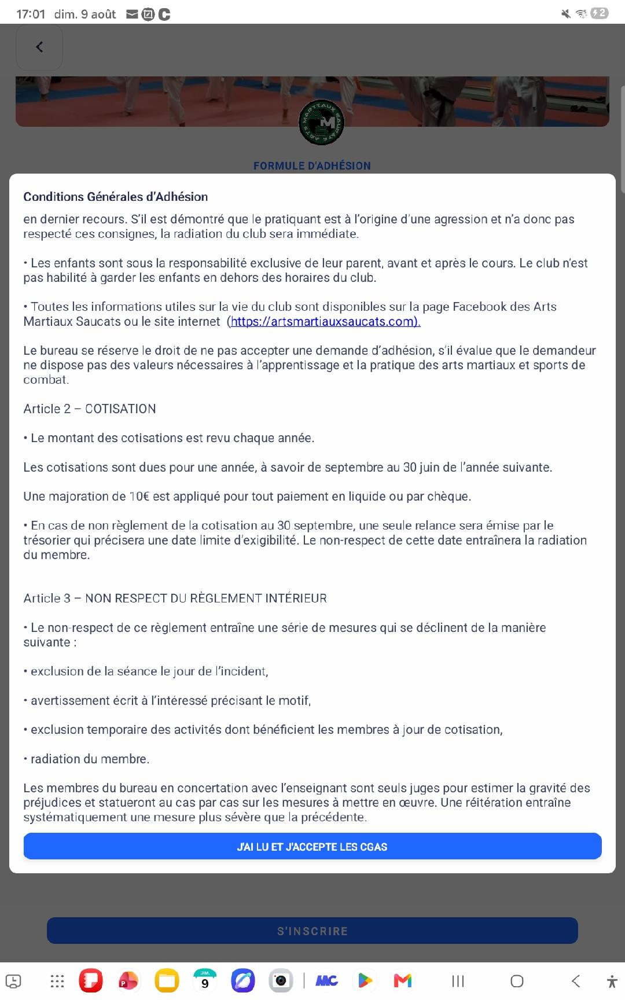 17:01 dim. 9 août
2
FORMULE D'ADHÉSION
Conditions Générales d'Adhésion
en dernier recours. S'il est démontré que le pratiquant est à l'origine d'une agression et n'a donc pas
respecté ces consignes, la radiation du club sera immédiate.
• Les enfants sont sous la responsabilité exclusive de leur parent, avant et après le cours. Le club n'est
pas habilité à garder les enfants en dehors des horaires du club.
• Toutes les informations utiles sur la vie du club sont disponibles sur la page Facebook des Arts
Martiaux Saucats ou le site internet (https://artsmartiauxsaucats.com).
Le bureau se réserve le droit de ne pas accepter une demande d'adhésion, s'il évalue que le demandeur
ne dispose pas des valeurs nécessaires à l'apprentissage et la pratique des arts martiaux et sports de
combat.
Article 2 – COTISATION
• Le montant des cotisations est revu chaque année.
Les cotisations sont dues pour une année, à savoir de septembre au 30 juin de l'année suivante.
Une majoration de 10€ est appliqué pour tout paiement en liquide ou par chèque.
• En cas de non règlement de la cotisation au 30 septembre, une seule relance sera émise par le
trésorier qui précisera une date limite d'exigibilité. Le non-respect de cette date entraînera la radiation
du membre.
Article 3 – NON RESPECT DU RÈGLEMENT INTÉRIEUR
• Le non-respect de ce règlement entraîne une série de mesures qui se déclinent de la manière
suivante :
• exclusion de la séance le jour de l'incident,
• avertissement écrit à l'intéressé précisant le motif,
• exclusion temporaire des activités dont bénéficient les membres à jour de cotisation,
• radiation du membre.
Les membres du bureau en concertation avec l'enseignant sont seuls juges pour estimer la gravité des
préjudices et statueront au cas par cas sur les mesures à mettre en œuvre. Une réitération entraîne
systématiquement une mesure plus sévère que la précédente.
J'AI LU ET J'ACCEPTE LES CGAS
S'INSCRIRE
DIM.
9
MC